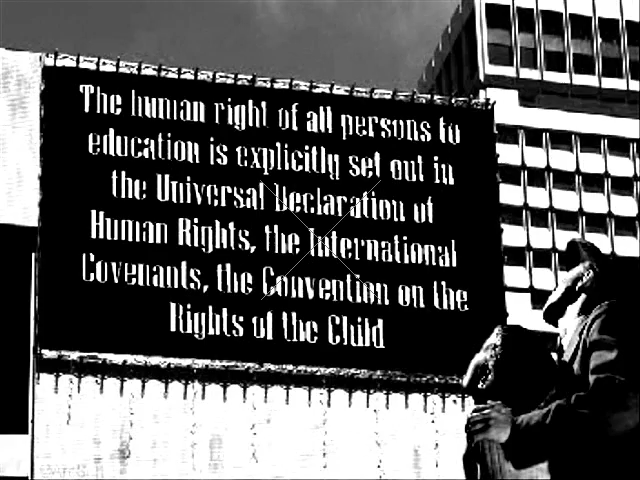 The human right of all persons to
education is explicitly set out in
the Universal Declaration of
Human Rights, the International
Covenants, the Convention on the
Rights of the Child